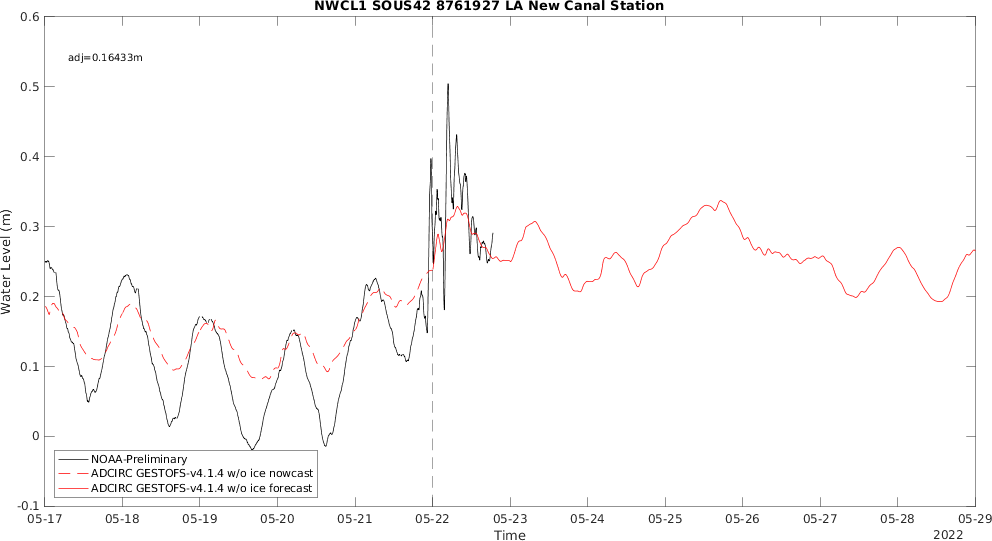 NWCL1 SOUS42 8761927 LA New Canal Station
adj=0.16433m
Water Level (m)
0.6
0.5
0.4
0.3
0.2
0.1
0
-0.1
NOAA-Preliminary
ADCIRC GESTOFS-v4.1.4 w/o ice nowcast
ADCIRC GESTOFS-v4.1.4 w/o ice forecast
05-17 05-18 05-19 05-20 05-21 05-22 05-23 05-24 05-25 05-26 05-27 05-28 05-29
Time
2022